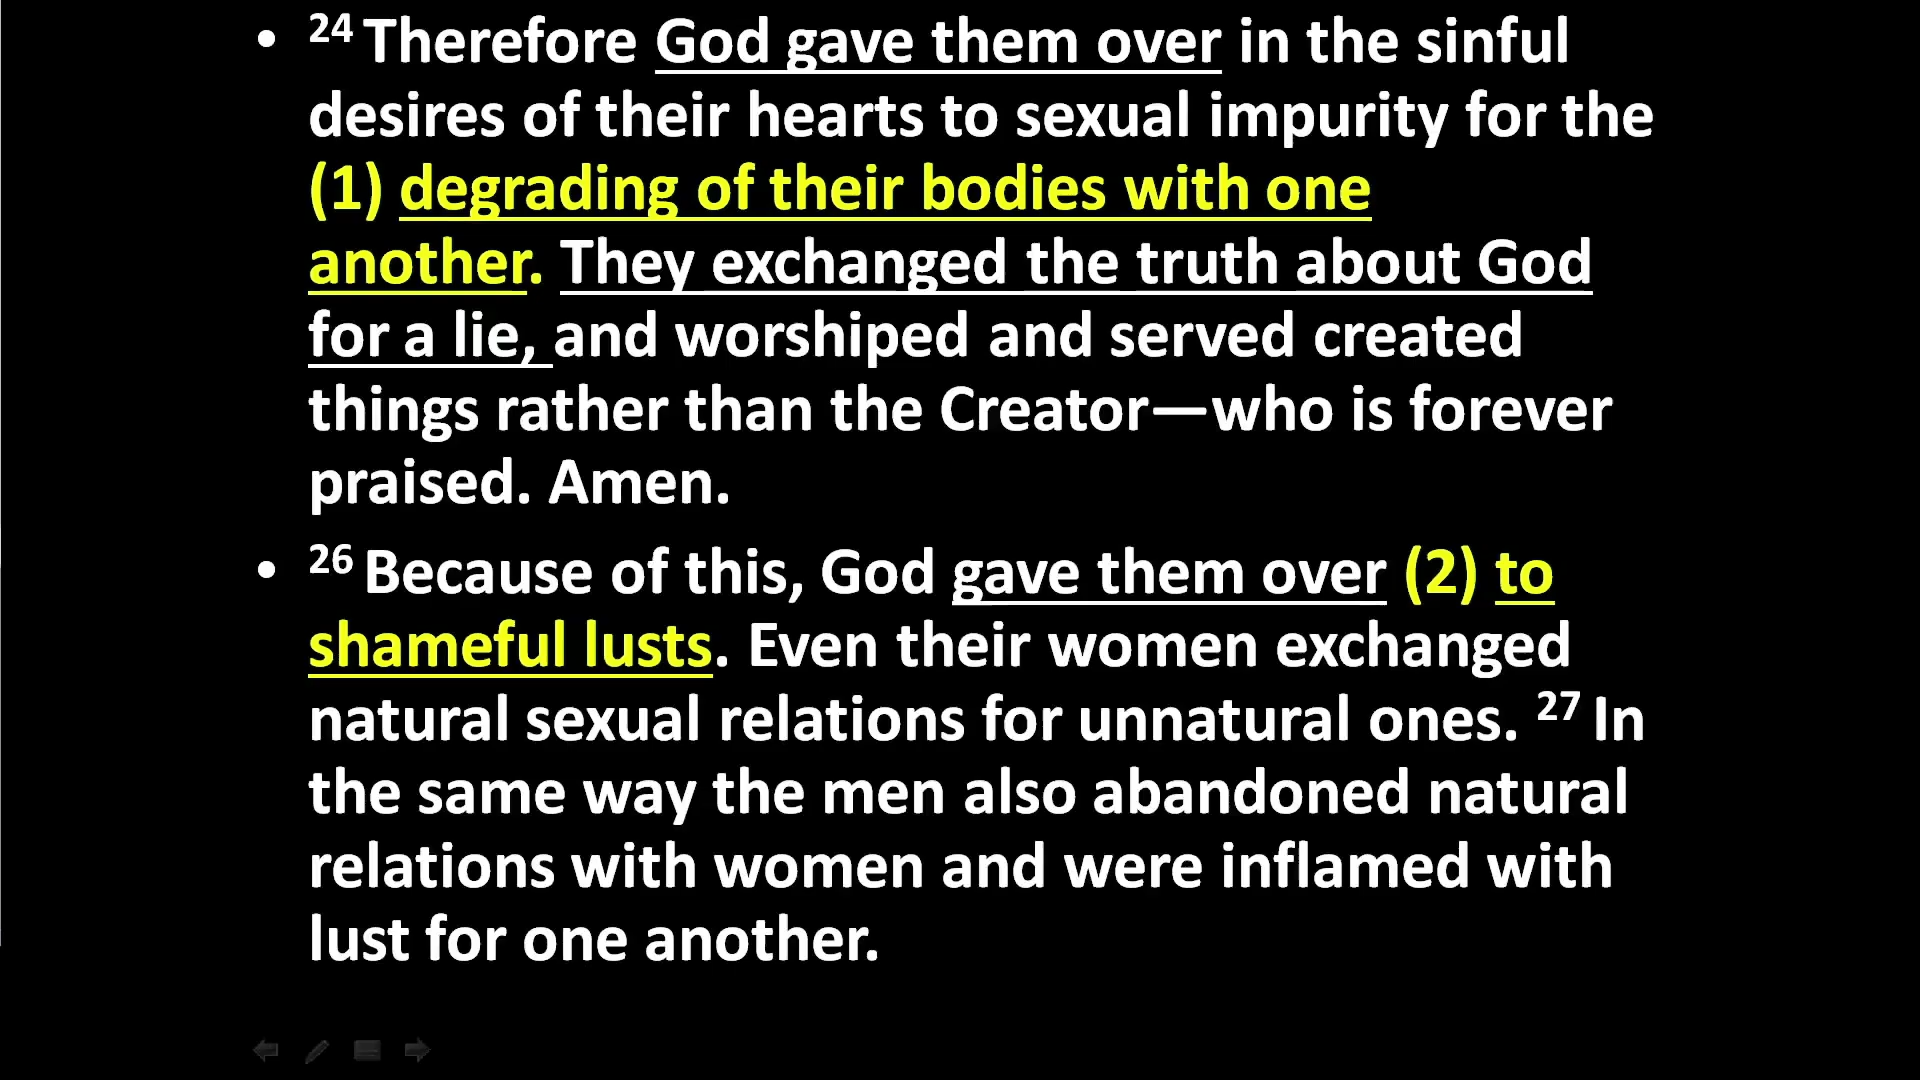 • 24 Therefore God gave them over in the sinful
desires of their hearts to sexual impurity for the
(1) degrading of their bodies with one
another. They exchanged the truth about God
for a lie, and worshiped and served created
things rather than the Creator—who is forever
praised. Amen.
• 26 Because of this, God gave them over (2) to
shameful lusts. Even their women exchanged
natural sexual relations for unnatural ones. 27 In
the same way the men also abandoned natural
relations with women and were inflamed with
lust for one another.